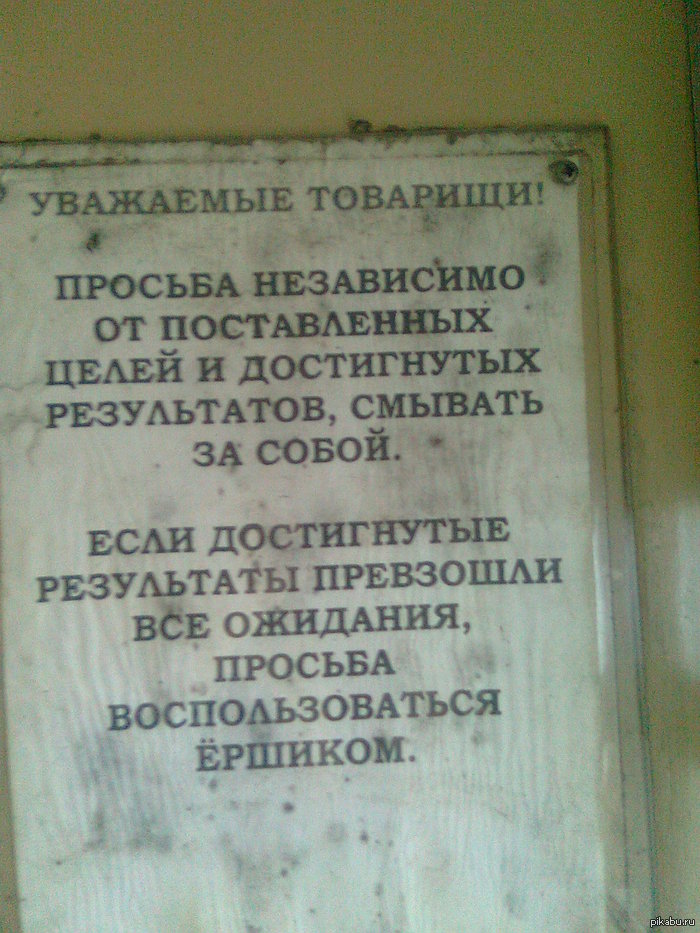 УВАЖАЕМЫЕ ТОВАРИЩИ!
ПРОСЬБА НЕЗАВИСИМО
ОТ ПОСТАВЛЕННЫХ
ЦЕЛЕЙ И ДОСТИГНУТЫХ
РЕЗУЛЬТАТОВ, СМЫВАТЬ
ЗА СОБОЙ.
ЕСЛИ ДОСТИГНУТЫЕ
РЕЗУЛЬТАТЫ ПРЕВЗОШЛИ
ВСЕ ОЖИДАНИЯ,
ПРОСЬБА
ВОСПОЛЬЗОВАТЬСЯ
ЁРШИКОМ.
pikabu.ru